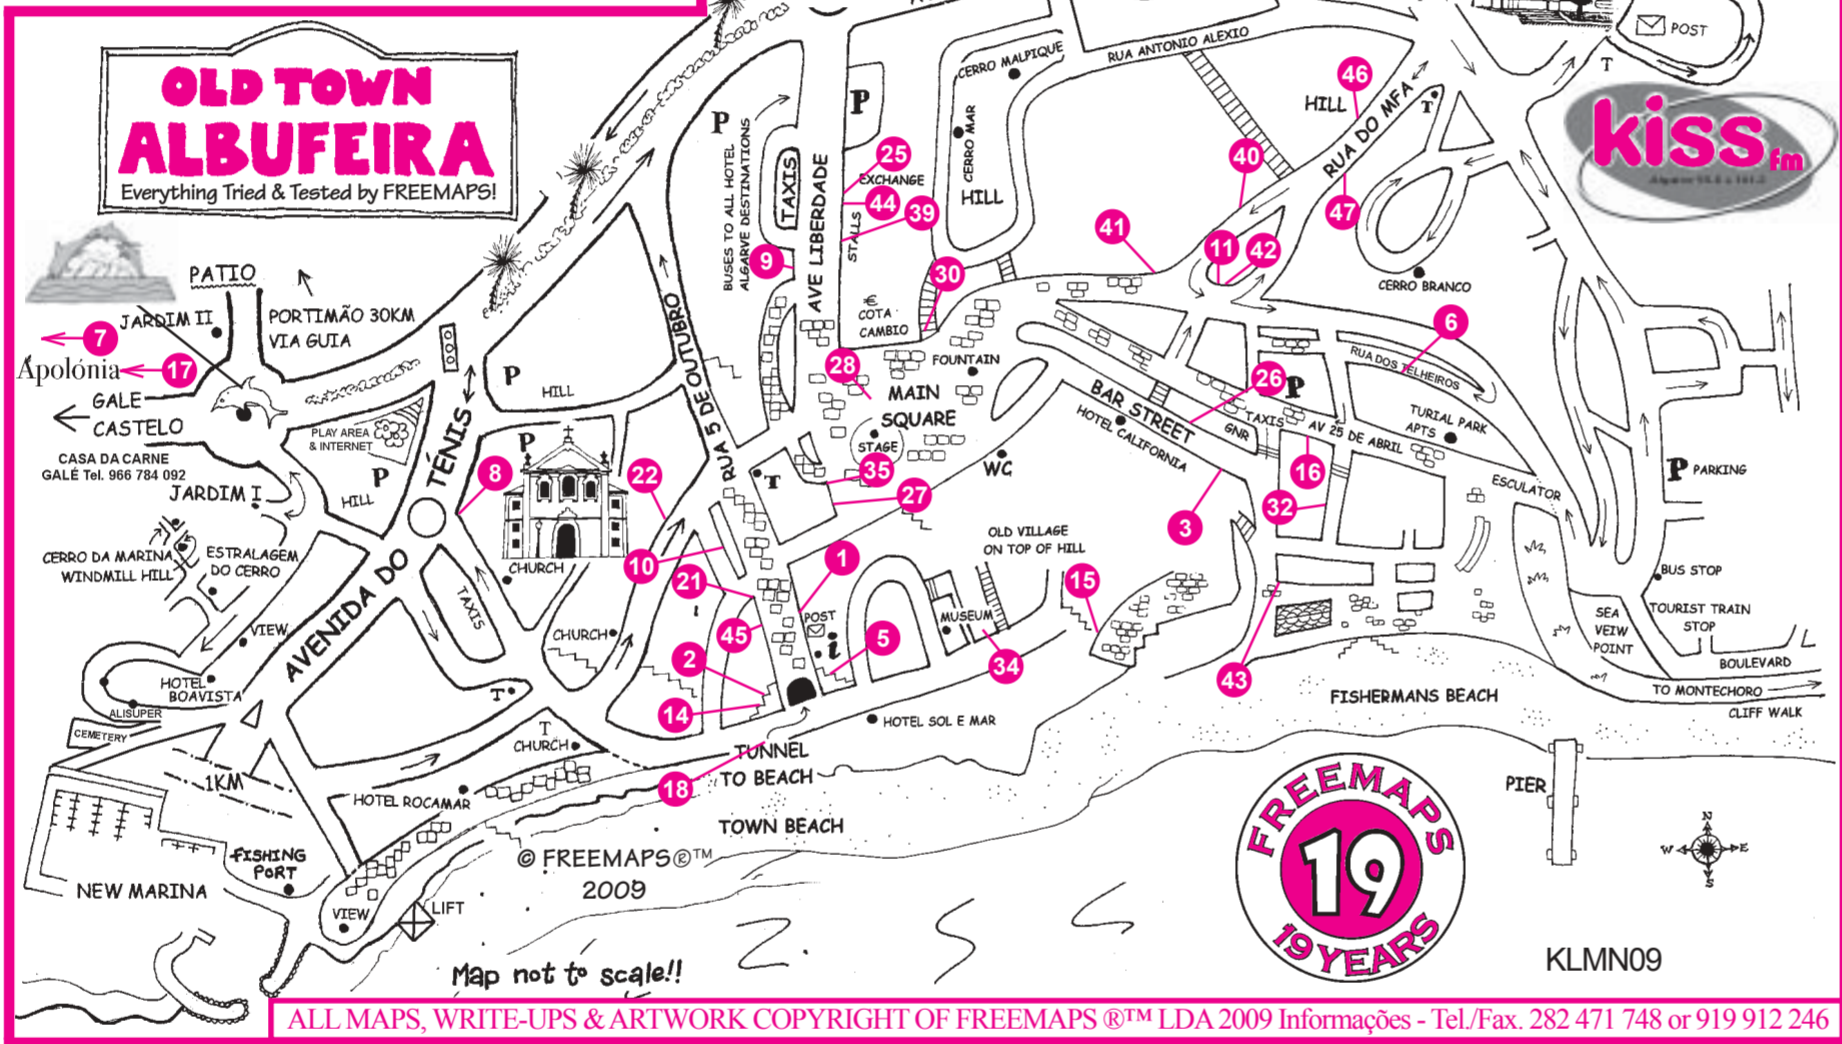 OLD TOWN
ALBUFEIRA
Everything Tried & Tested by FREEMAPS!
POST
T
kiss fm
RUA ANTONIO ALEXIO
CERRO MALPIQUE
CERRO MAR
HILL
HILL
46
RUA DO MFA
T
47
40
41
11
42
CERRO BRANCO
P
P
BUSES TO ALL HOTEL
ALGARVE DESTINATIONS
TAXIS
AVE LIBERDADE
25
EXCHANGE
44
STALLS
39
9
30
€
COTA
CAMBIO
FOUNTAIN
28
MAIN
SQUARE
STAGE
35
27
WC
PATIO
JARDIM II
PORTIMÃO 30KM
VIA GUIA
7
Apolónia
17
GALE
CASTELO
CASA DA CARNE
GALÉ Tel. 966 784 092
JARDIM I
PLAY AREA
& INTERNET
P
HILL
TÉNIS
AVENIDA DO
P
HILL
P
RUA 5 DE OUTUBRO
8
22
CHURCH
TAXIS
T
CERRO DA MARINA
WINDMILL HILL
ESTRALAGEM
DO CERRO
VIEW
HOTEL
BOAVISTA
ALISUPER
CEMETERY
1KM
10
21
45
1
POST
i
5
2
14
18
CHURCH
T
CHURCH
T
HOTEL ROCAMAR
TUNNEL
TO BEACH
TOWN BEACH
HOTEL SOL E MAR
MUSEUM
34
OLD VILLAGE
ON TOP OF HILL
15
BAR STREET
HOTEL CALIFORNIA
3
26
P
TAXIS
GNR
AV 25 DE ABRIL
16
32
6
RUA DOS TELHEIROS
TURIAL PARK
APTS
ESCULATOR
P PARKING
BUS STOP
TOURIST TRAIN
STOP
SEA
VEIW
POINT
BOULEVARD
TO MONTECHORO
CLIFF WALK
43
FISHERMANS BEACH
PIER
N
W
E
S
FISHING
PORT
NEW MARINA
VIEW
LIFT
© FREEMAPS®™
2009
Map not to scale!!
FREEMAPS
19
19 YEARS
KLMN09
ALL MAPS, WRITE-UPS & ARTWORK COPYRIGHT OF FREEMAPS ®™ LDA 2009 Informações - Tel./Fax. 282 471 748 or 919 912 246